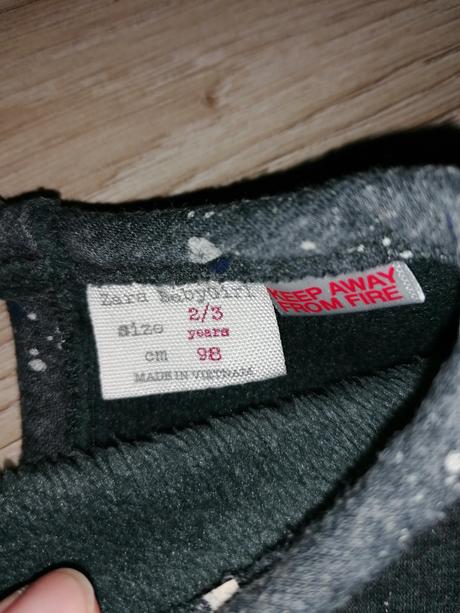 Zara Babygirl
size 2/3 years
cm 98
MADE IN VIETNAM
KEEP AWAY
FROM FIRE